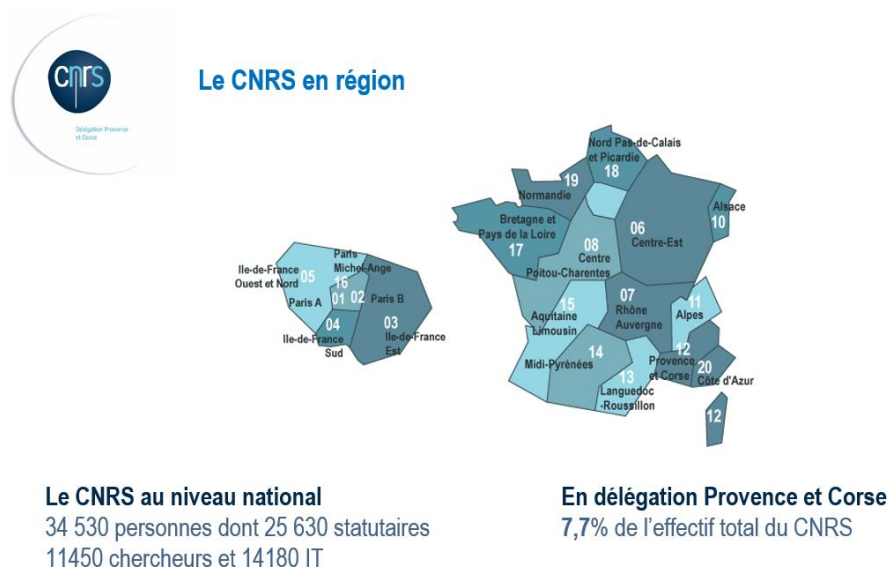 cnrs
Délégation Provence
et Corse
Le CNRS en région
Nord Pas-de-Calais
et Picardie
18
19
Normandie
Alsace
10
Bretagne et
Pays de la Loire
17
06
Centre-Est
08
Centre
Poitou-Charentes
07
Rhône
Auvergne
11
Alpes
15
Aquitaine
Limousin
12
Provence
et Corse
20
Côte d'Azur
14
Midi-Pyrénées
13
Languedoc
-Roussillon
12
Paris
Michel-Ange
16
Ile-de-France
Ouest et Nord
05
Paris A
01
02
Paris B
04
Ile-de-France
Sud
03
Ile-de-France
Est
Le CNRS au niveau national
34 530 personnes dont 25 630 statutaires
11450 chercheurs et 14180 IT
En délégation Provence et Corse
7,7% de l'effectif total du CNRS